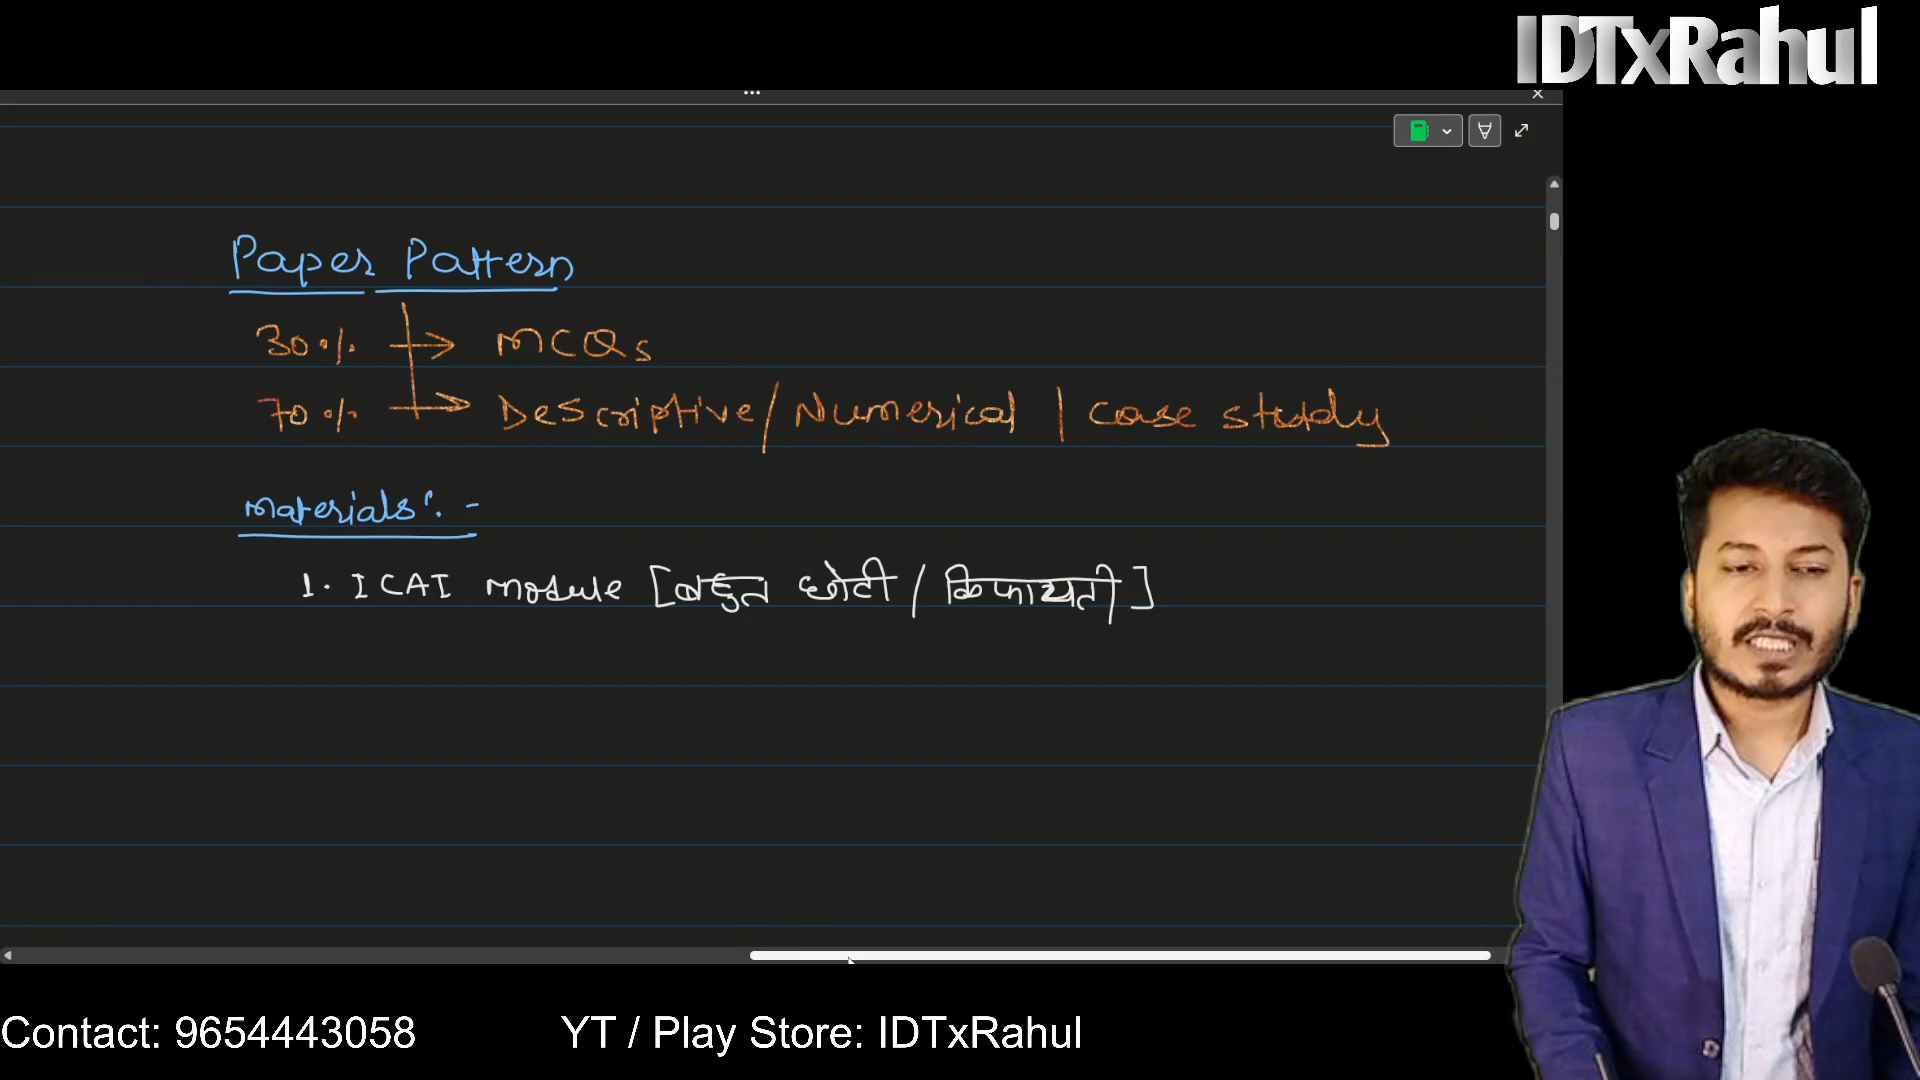 IDTxRahul
Paper Pattern
30% → MCQs
70% → Descriptive / Numerical | Case study
Materials :-
1. ICAI Module [बहुत छोटी / किफायती]
Contact: 9654443058 YT / Play Store: IDTxRahul